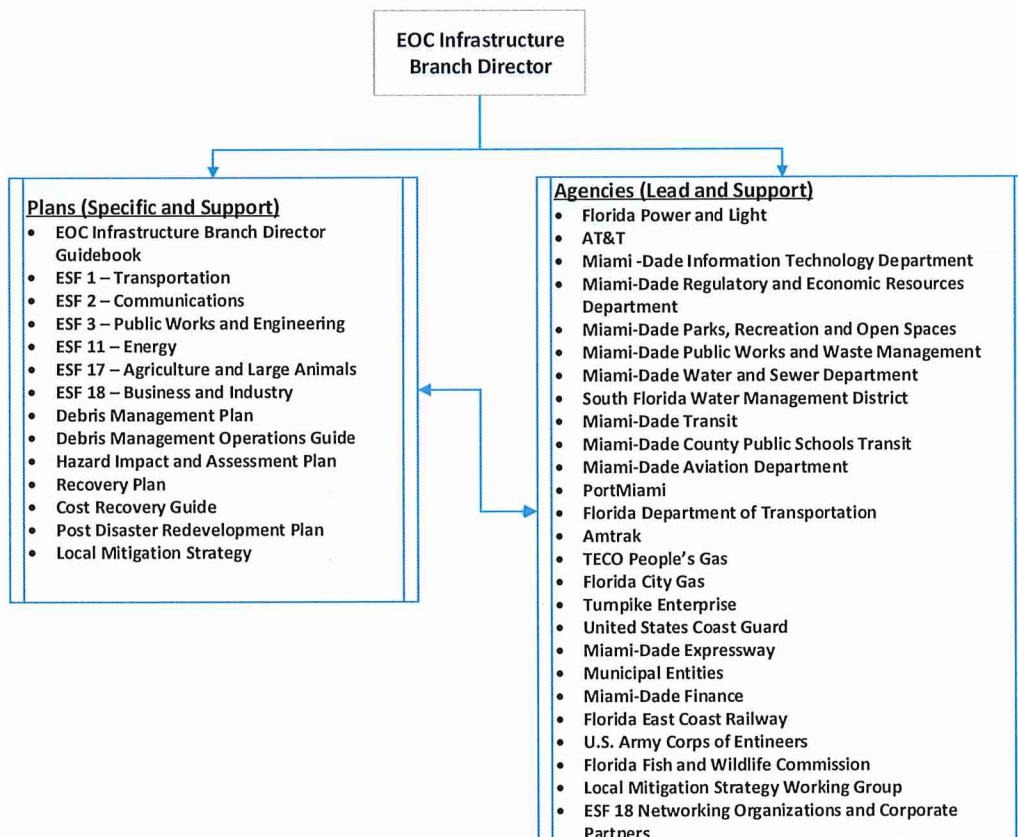 EOC Infrastructure
Branch Director
Plans (Specific and Support)
• EOC Infrastructure Branch Director
Guidebook
• ESF 1 – Transportation
• ESF 2 – Communications
• ESF 3 – Public Works and Engineering
• ESF 11 – Energy
• ESF 17 – Agriculture and Large Animals
• ESF 18 – Business and Industry
• Debris Management Plan
• Debris Management Operations Guide
• Hazard Impact and Assessment Plan
• Recovery Plan
• Cost Recovery Guide
• Post Disaster Redevelopment Plan
• Local Mitigation Strategy
Agencies (Lead and Support)
• Florida Power and Light
• AT&T
• Miami -Dade Information Technology Department
• Miami-Dade Regulatory and Economic Resources
Department
• Miami-Dade Parks, Recreation and Open Spaces
• Miami-Dade Public Works and Waste Management
• Miami-Dade Water and Sewer Department
• South Florida Water Management District
• Miami-Dade Transit
• Miami-Dade County Public Schools Transit
• Miami-Dade Aviation Department
• PortMiami
• Florida Department of Transportation
• Amtrak
• TECO People's Gas
• Florida City Gas
• Turnpike Enterprise
• United States Coast Guard
• Miami-Dade Expressway
• Municipal Entities
• Miami-Dade Finance
• Florida East Coast Railway
• U.S. Army Corps of Entineers
• Florida Fish and Wildlife Commission
• Local Mitigation Strategy Working Group
• ESF 18 Networking Organizations and Corporate
Partners